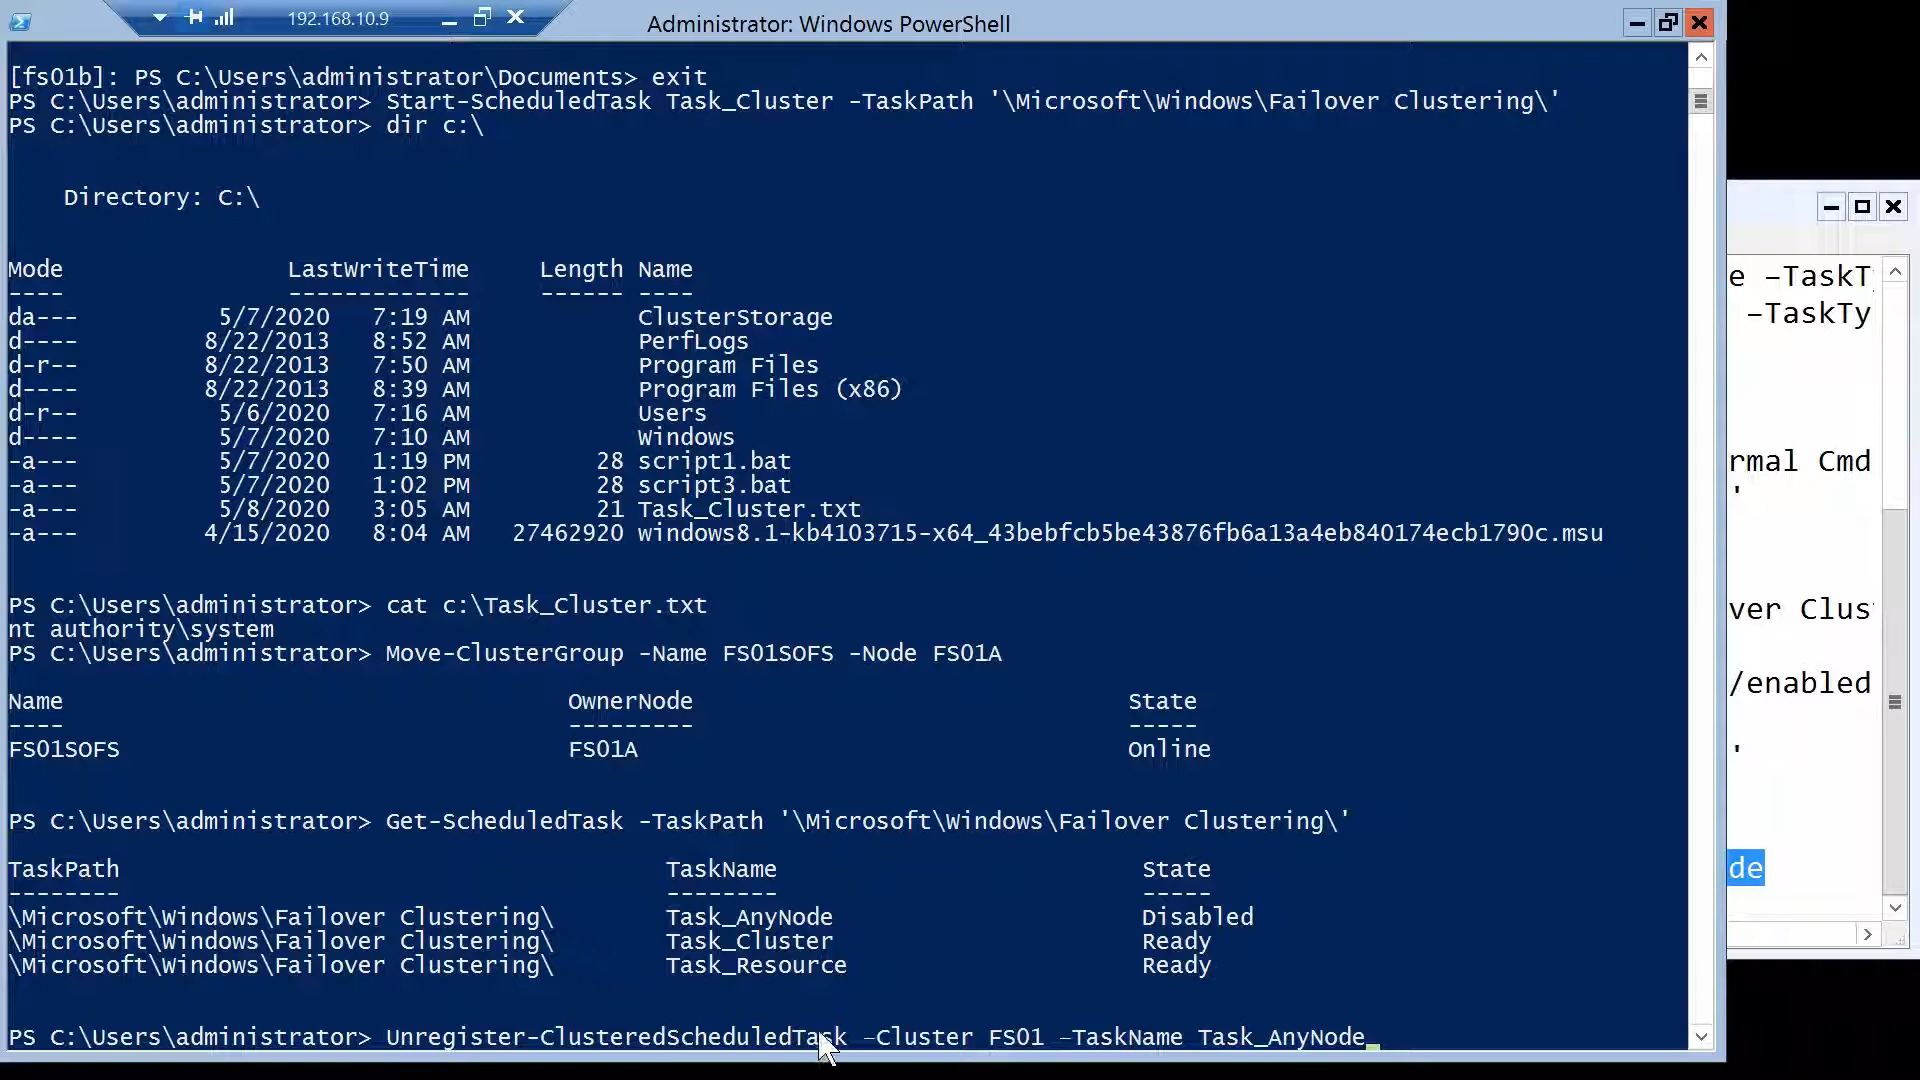 192.168.10.9
Administrator: Windows PowerShell
[fs01b]: PS C:\Users\administrator\Documents> exit
PS C:\Users\administrator> Start-ScheduledTask Task_Cluster -TaskPath '\Microsoft\Windows\Failover Clustering\'
PS C:\Users\administrator> dir c:\
Directory: C:\
Mode LastWriteTime Length Name
---- ------------- ------ ----
da--- 5/7/2020 7:19 AM ClusterStorage
d---- 8/22/2013 8:52 AM PerfLogs
d-r-- 8/22/2013 7:50 AM Program Files
d---- 8/22/2013 8:39 AM Program Files (x86)
d-r-- 5/6/2020 7:16 AM Users
d---- 5/7/2020 7:10 AM Windows
-a--- 5/7/2020 1:19 PM 28 script1.bat
-a--- 5/7/2020 1:02 PM 28 script3.bat
-a--- 5/8/2020 3:05 AM 21 Task_Cluster.txt
-a--- 4/15/2020 8:04 AM 27462920 windows8.1-kb4103715-x64_43bebfcb5be43876fb6a13a4eb840174ecb1790c.msu
PS C:\Users\administrator> cat c:\Task_Cluster.txt
nt authority\system
PS C:\Users\administrator> Move-ClusterGroup -Name FS01SOFS -Node FS01A
Name OwnerNode State
---- --------- -----
FS01SOFS FS01A Online
PS C:\Users\administrator> Get-ScheduledTask -TaskPath '\Microsoft\Windows\Failover Clustering\'
TaskPath TaskName State
-------- -------- -----
\Microsoft\Windows\Failover Clustering\ Task_AnyNode Disabled
\Microsoft\Windows\Failover Clustering\ Task_Cluster Ready
\Microsoft\Windows\Failover Clustering\ Task_Resource Ready
PS C:\Users\administrator> Unregister-ClusteredScheduledTask -Cluster FS01 -TaskName Task_AnyNode
e -TaskT
-TaskTy
rmal Cmd
'
ver Clus
/enabled
'
de